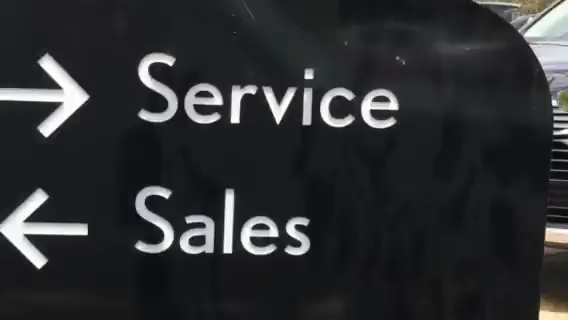 → Service
← Sales